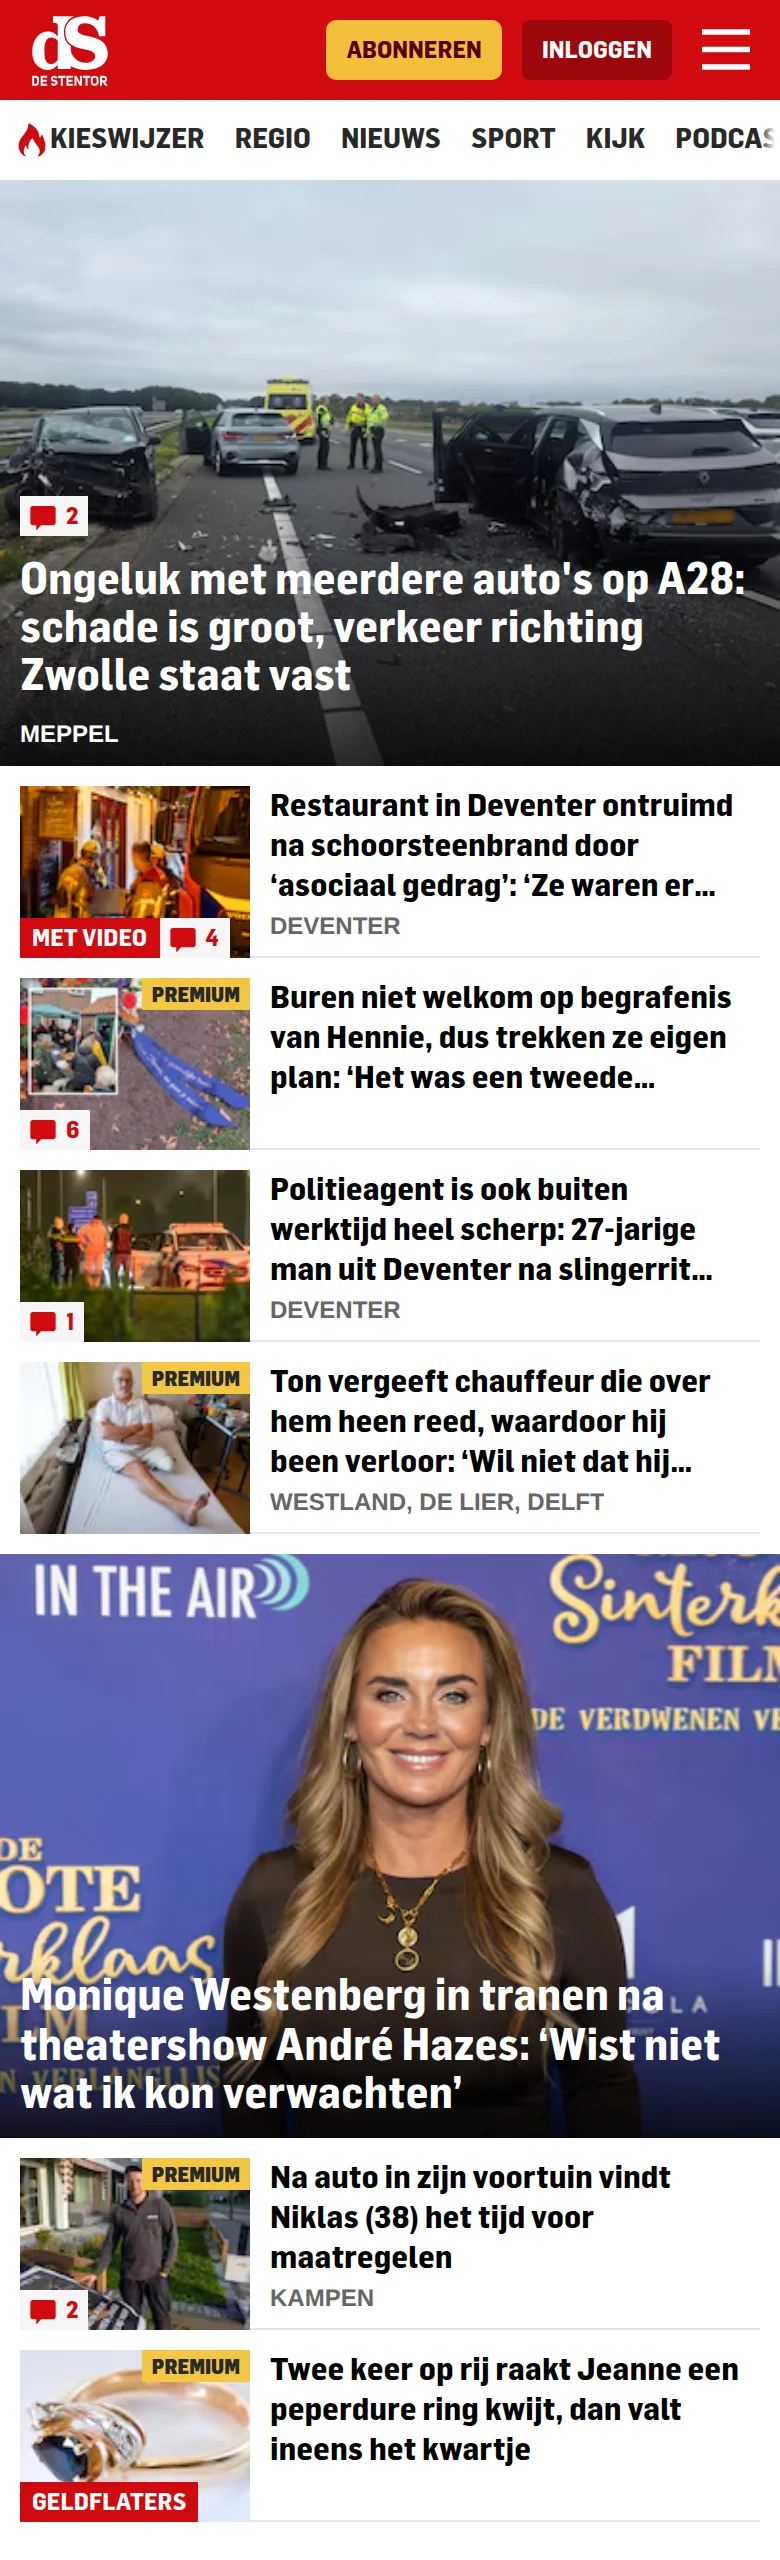 dS
DE STENTOR
ABONNEREN
INLOGGEN
KIESWIJZER
REGIO
NIEUWS
SPORT
KIJK
2
Ongeluk met meerdere auto's op A28:
schade is groot, verkeer richting
Zwolle staat vast
MEPPEL
MET VIDEO
4
Restaurant in Deventer ontruimd
na schoorsteenbrand door
‘asociaal gedrag’: ‘Ze waren er...
DEVENTER
PREMIUM
6
Buren niet welkom op begrafenis
van Hennie, dus trekken ze eigen
plan: ‘Het was een tweede...
1
Politieagent is ook buiten
werktijd heel scherp: 27-jarige
man uit Deventer na slingerrit...
DEVENTER
PREMIUM
Ton vergeeft chauffeur die over
hem heen reed, waardoor hij
been verloor: ‘Wil niet dat hij...
WESTLAND, DE LIER, DELFT
IN THE AIR
DE VERDWENEN
DE
Monique Westenberg in tranen na
theatershow André Hazes: ‘Wist niet
wat ik kon verwachten’
PREMIUM
2
Na auto in zijn voortuin vindt
Niklas (38) het tijd voor
maatregelen
KAMPEN
PREMIUM
GELDFLATERS
Twee keer op rij raakt Jeanne een
peperdure ring kwijt, dan valt
ineens het kwartje